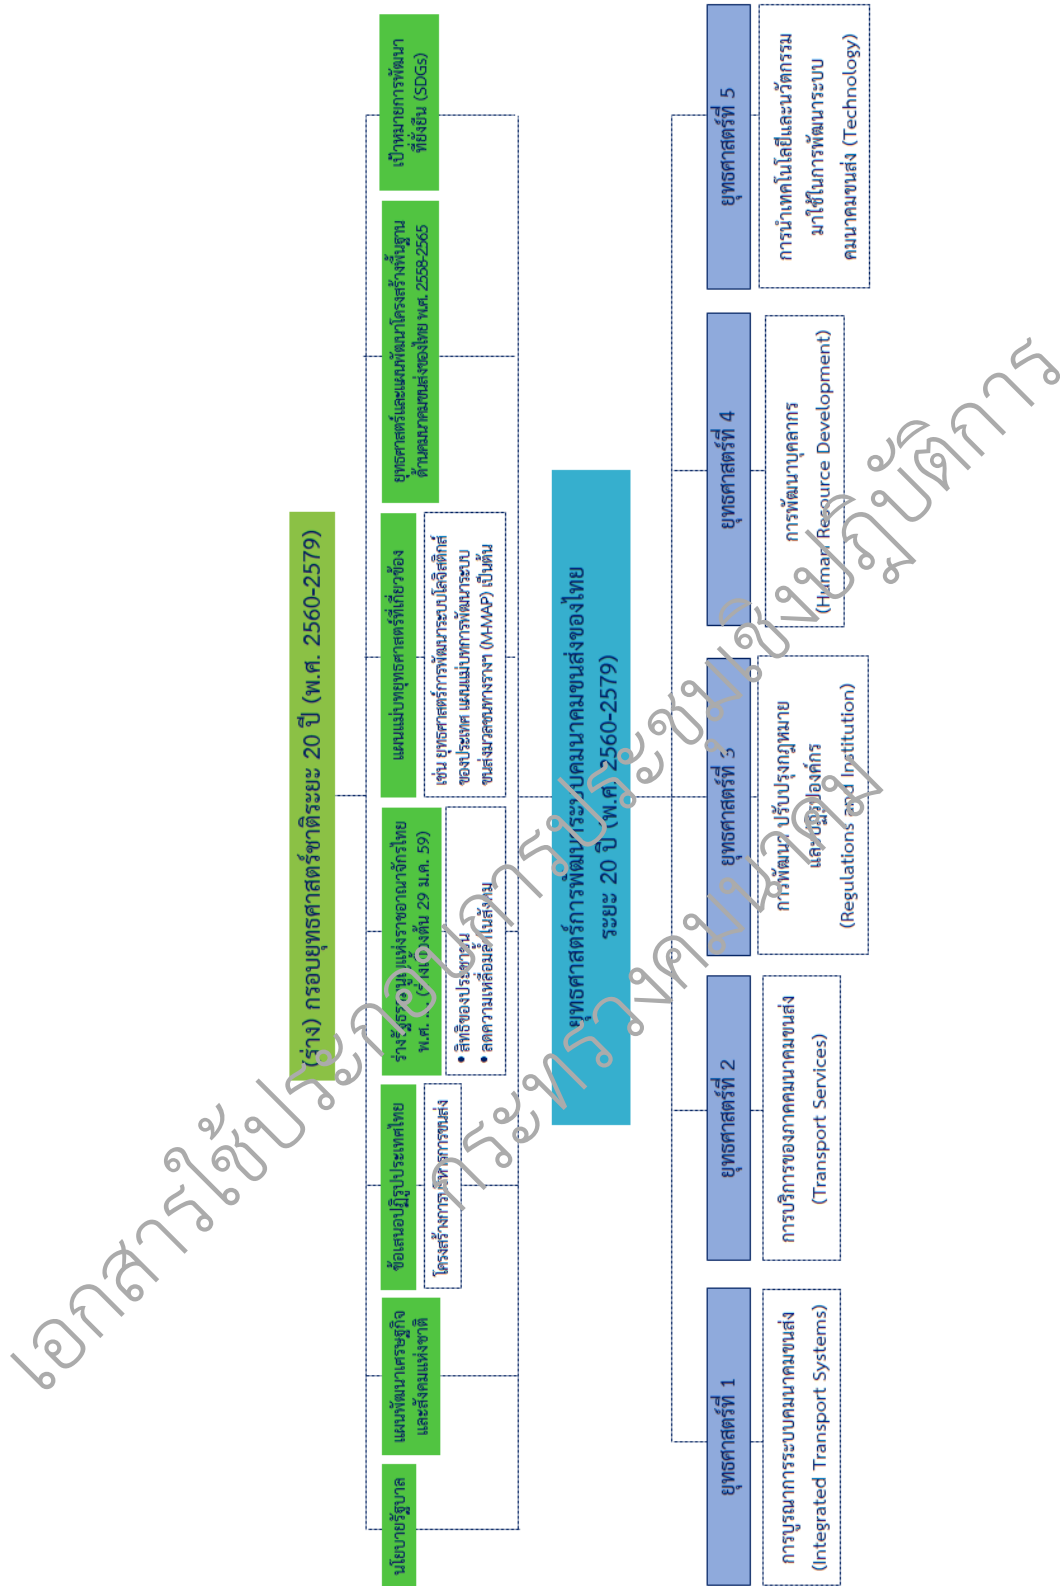 (ร่าง) กรอบยุทธศาสตร์ชาติระยะ 20 ปี (พ.ศ. 2560-2579)
นโยบายรัฐบาล
แผนพัฒนาเศรษฐกิจ
และสังคมแห่งชาติ
ข้อเสนอปฏิรูปประเทศไทย
โครงสร้างการบริหารการขนส่ง
ร่างรัฐธรรมนูญแห่งราชอาณาจักรไทย
พ.ศ. ... (ร่างเบื้องต้น 29 ม.ค. 59)
• สิทธิของประชาชน
• ลดความเหลื่อมล้ำในสังคม
แผนแม่บทยุทธศาสตร์ที่เกี่ยวข้อง
เช่น ยุทธศาสตร์การพัฒนาระบบโลจิสติกส์
ของประเทศ แผนแม่บทการพัฒนาระบบ
ขนส่งมวลชนทางรางฯ (M-MAP) เป็นต้น
ยุทธศาสตร์และแผนพัฒนาโครงสร้างพื้นฐาน
ด้านคมนาคมขนส่งของไทย พ.ศ. 2558-2565
เป้าหมายการพัฒนา
ที่ยั่งยืน (SDGs)
ยุทธศาสตร์การพัฒนาระบบคมนาคมขนส่งของไทย
ระยะ 20 ปี (พ.ศ. 2560-2579)
ยุทธศาสตร์ที่ 1
การบูรณาการระบบคมนาคมขนส่ง
(Integrated Transport Systems)
ยุทธศาสตร์ที่ 2
การบริการของภาคคมนาคมขนส่ง
(Transport Services)
ยุทธศาสตร์ที่ 3
การพัฒนา ปรับปรุงกฎหมาย
และปฏิรูปองค์กร
(Regulations and Institution)
ยุทธศาสตร์ที่ 4
การพัฒนาบุคลากร
(Human Resource Development)
ยุทธศาสตร์ที่ 5
การนำเทคโนโลยีและนวัตกรรม
มาใช้ในการพัฒนาระบบ
คมนาคมขนส่ง (Technology)
เอกสารใช้ประกอบการประชุมเชิงปฏิบัติการ
กระทรวงคมนาคม